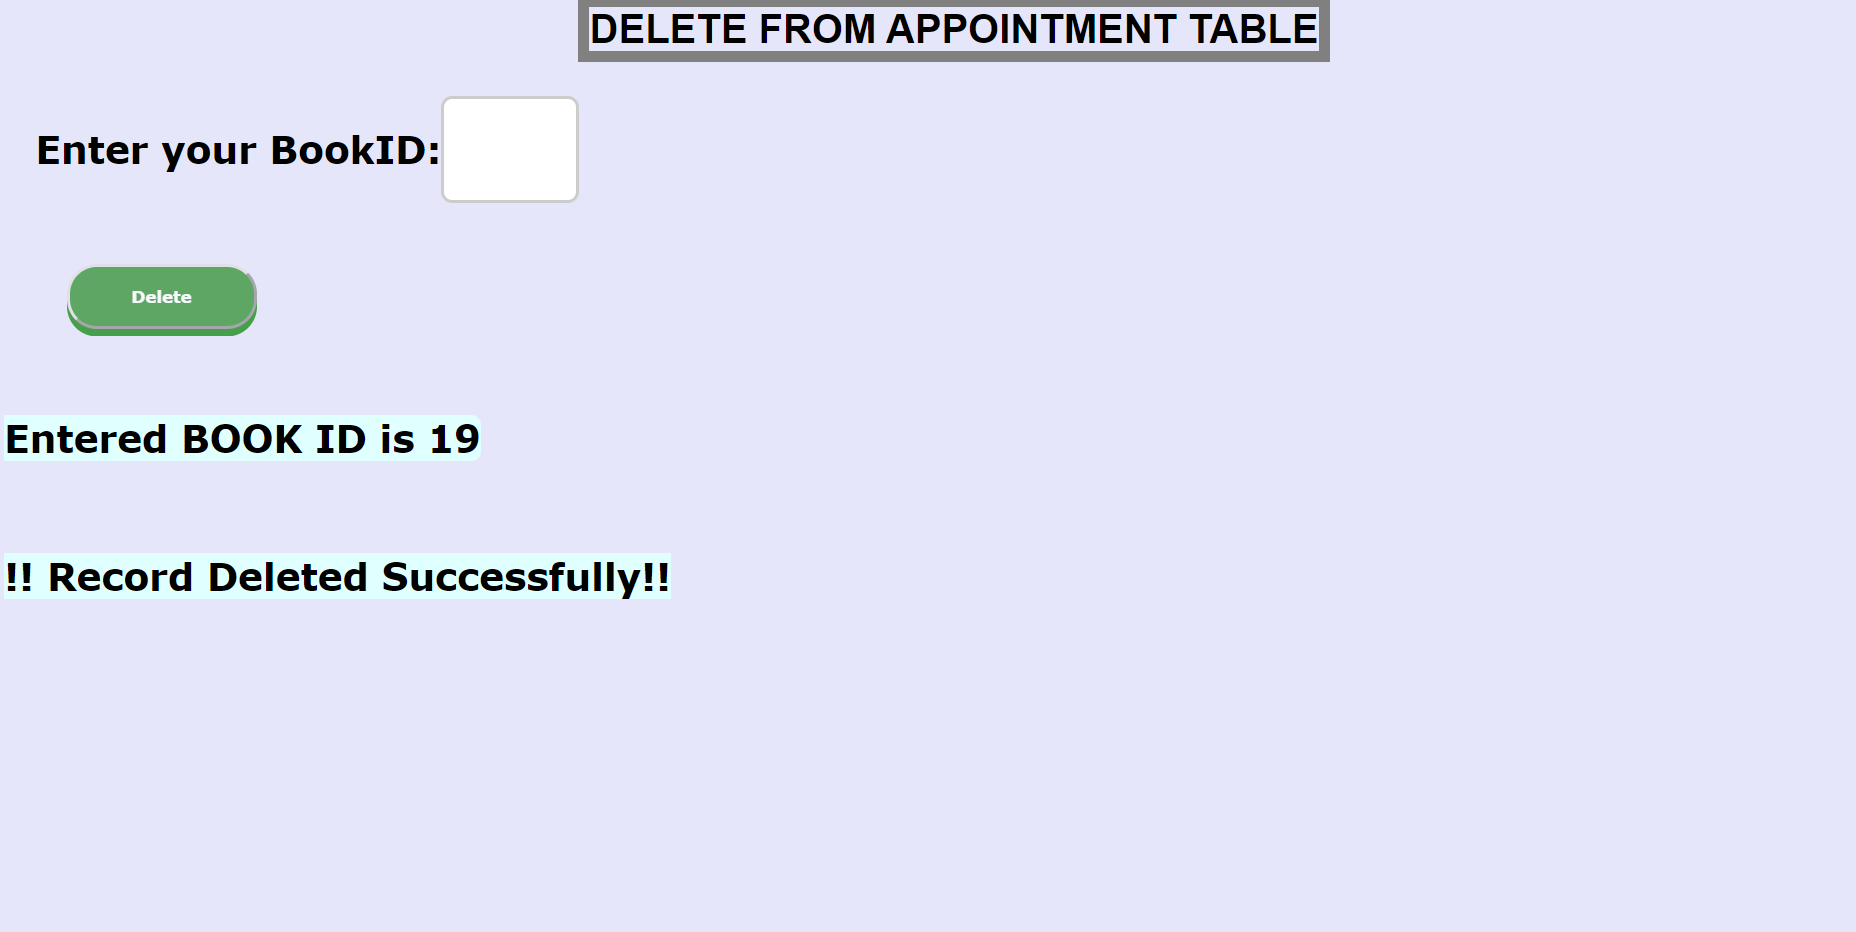 DELETE FROM APPOINTMENT TABLE
Enter your BookID:
Delete
Entered BOOK ID is 19
!! Record Deleted Successfully!!